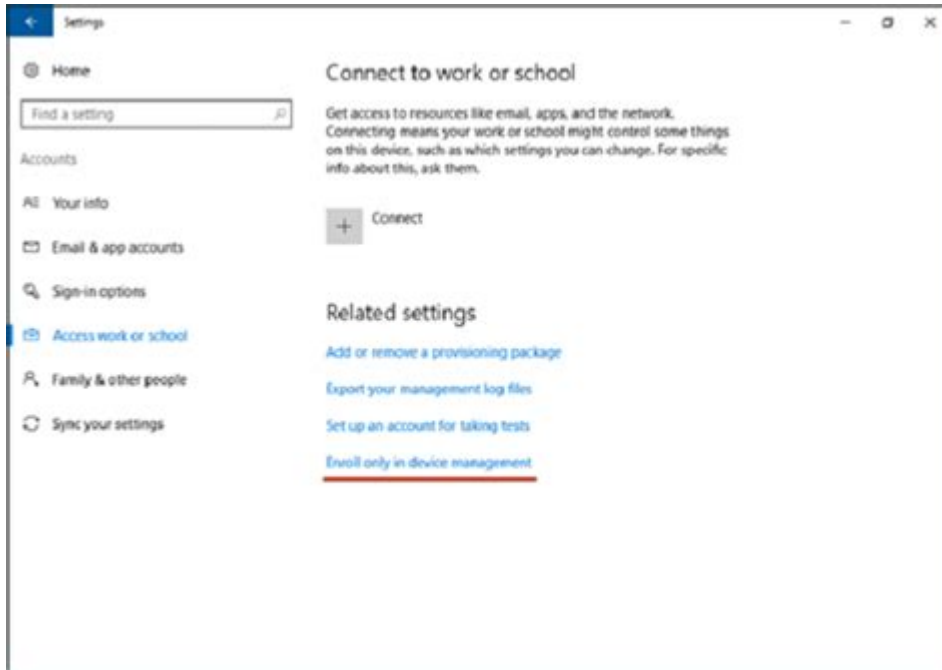 Settings
Home
Find a setting
Accounts
Your info
Email & app accounts
Sign-in options
Access work or school
Family & other people
Sync your settings
Connect to work or school
Get access to resources like email, apps, and the network.
Connecting means your work or school might control some things
on this device, such as which settings you can change. For specific
info about this, ask them.
Connect
Related settings
Add or remove a provisioning package
Export your management log files
Set up an account for taking tests
Enroll only in device management